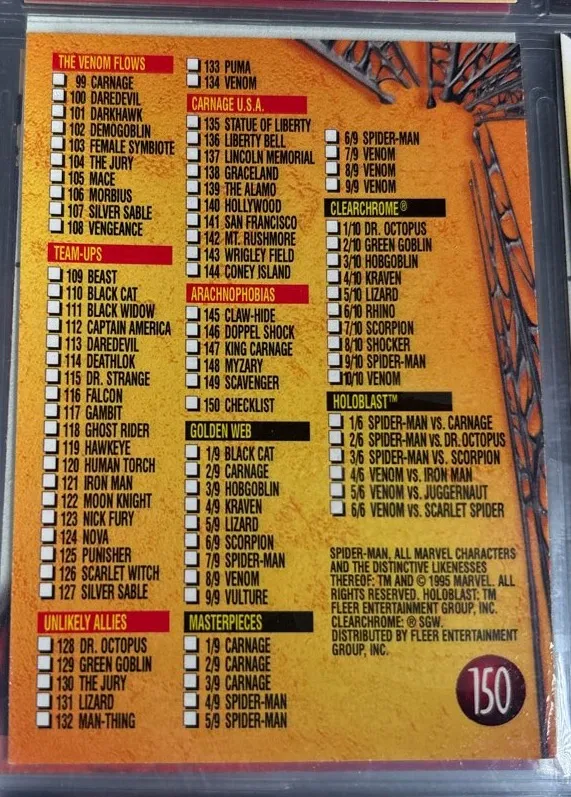 THE VENOM FLOWS
99 CARNAGE
100 DAREDEVIL
101 DARKHAWK
102 DEMOGOBLIN
103 FEMALE SYMBIOTE
104 THE JURY
105 MACE
106 MORBIUS
107 SILVER SABLE
108 VENGEANCE
TEAM-UPS
109 BEAST
110 BLACK CAT
111 BLACK WIDOW
112 CAPTAIN AMERICA
113 DAREDEVIL
114 DEATHLOK
115 DR. STRANGE
116 FALCON
117 GAMBIT
118 GHOST RIDER
119 HAWKEYE
120 HUMAN TORCH
121 IRON MAN
122 MOON KNIGHT
123 NICK FURY
124 NOVA
125 PUNISHER
126 SCARLET WITCH
127 SILVER SABLE
UNLIKELY ALLIES
128 DR. OCTOPUS
129 GREEN GOBLIN
130 THE JURY
131 LIZARD
132 MAN-THING
133 PUMA
134 VENOM
CARNAGE U.S.A.
135 STATUE OF LIBERTY
136 LIBERTY BELL
137 LINCOLN MEMORIAL
138 GRACELAND
139 THE ALAMO
140 HOLLYWOOD
141 SAN FRANCISCO
142 MT. RUSHMORE
143 WRIGLEY FIELD
144 CONEY ISLAND
ARACHNOPHOBIAS
145 CLAW-HIDE
146 DOPPEL SHOCK
147 KING CARNAGE
148 MYZARY
149 SCAVENGER
150 CHECKLIST
GOLDEN WEB
1/9 BLACK CAT
2/9 CARNAGE
3/9 HOBGOBLIN
4/9 KRAVEN
5/9 LIZARD
6/9 SCORPION
7/9 SPIDER-MAN
8/9 VENOM
9/9 VULTURE
MASTERPIECES
1/9 CARNAGE
2/9 CARNAGE
3/9 CARNAGE
4/9 SPIDER-MAN
5/9 SPIDER-MAN
6/9 SPIDER-MAN
7/9 VENOM
8/9 VENOM
9/9 VENOM
CLEARCHROME®
1/10 DR. OCTOPUS
2/10 GREEN GOBLIN
3/10 HOBGOBLIN
4/10 KRAVEN
5/10 LIZARD
6/10 RHINO
7/10 SCORPION
8/10 SHOCKER
9/10 SPIDER-MAN
10/10 VENOM
HOLOBLAST™
1/6 SPIDER-MAN VS. CARNAGE
2/6 SPIDER-MAN VS. DR. OCTOPUS
3/6 SPIDER-MAN VS. SCORPION
4/6 VENOM VS. IRON MAN
5/6 VENOM VS. JUGGERNAUT
6/6 VENOM VS. SCARLET SPIDER
SPIDER-MAN, ALL MARVEL CHARACTERS
AND THE DISTINCTIVE LIKENESSES
THEREOF: TM AND © 1995 MARVEL. ALL
RIGHTS RESERVED. HOLOBLAST: TM
FLEER ENTERTAINMENT GROUP, INC.
CLEARCHROME: ® SGW.
DISTRIBUTED BY FLEER ENTERTAINMENT
GROUP, INC.
150